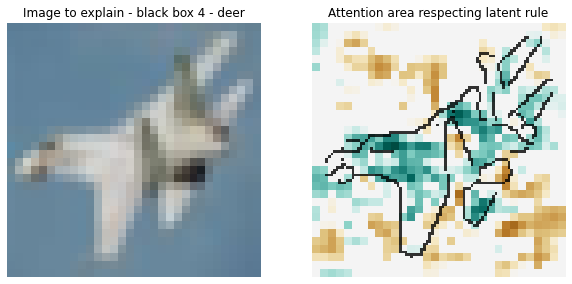 Image to explain - black box 4 - deer
Attention area respecting latent rule